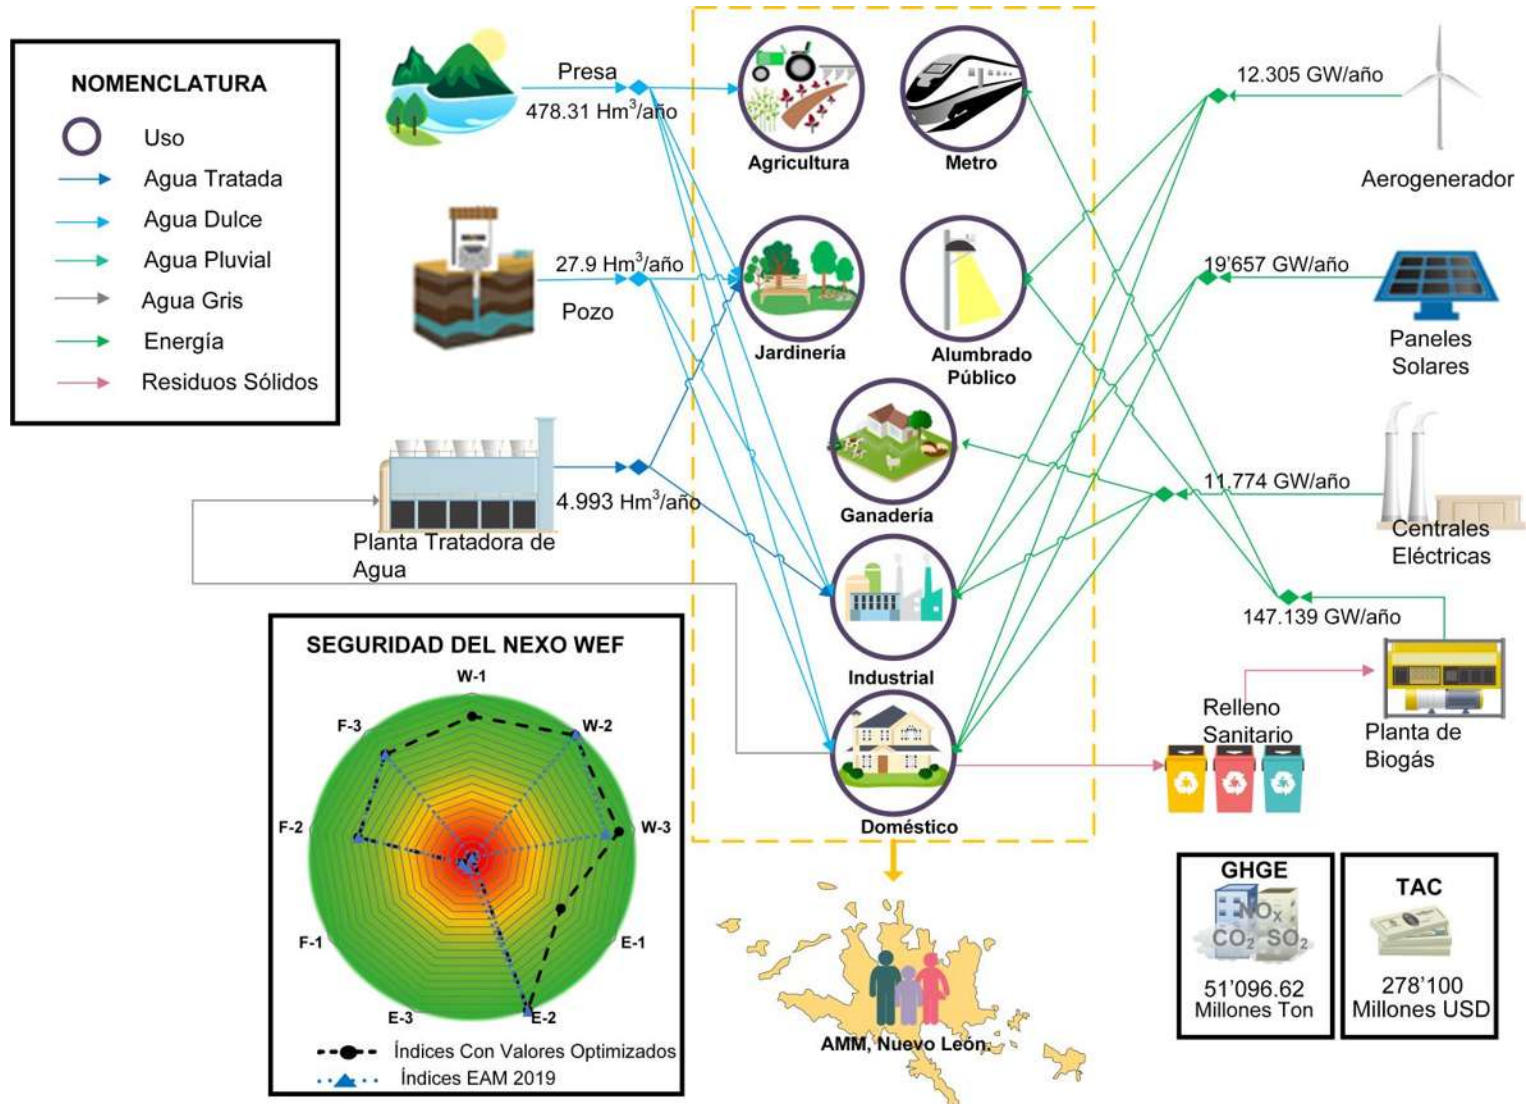 NOMENCLATURA
Uso
Agua Tratada
Agua Dulce
Agua Pluvial
Agua Gris
Energía
Residuos Sólidos
Presa
478.31 Hm³/año
27.9 Hm³/año
Pozo
4.993 Hm³/año
Planta Tratadora de
Agua
Agricultura
Metro
Jardinería
Alumbrado
Público
Ganadería
Industrial
Doméstico
12.305 GW/año
Aerogenerador
19'657 GW/año
Paneles
Solares
11.774 GW/año
Centrales
Eléctricas
147.139 GW/año
Relleno
Sanitario
Planta de
Biogás
SEGURIDAD DEL NEXO WEF
W-1
W-2
W-3
E-1
E-2
E-3
F-1
F-2
F-3
Índices Con Valores Optimizados
Índices EAM 2019
AMM, Nuevo León.
GHGE
NOₓ
CO₂ SO₂
51'096.62
Millones Ton
TAC
278'100
Millones USD